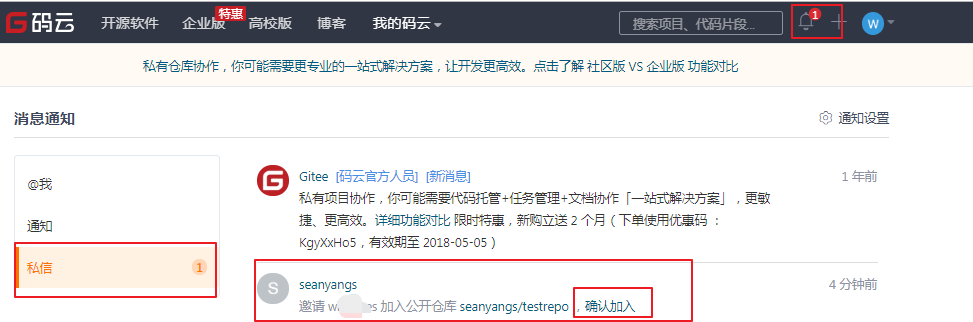 G 码云 开源软件 企业版 特惠 高校版 博客 我的码云 搜索项目、代码片段... 1 W
私有仓库协作，你可能需要更专业的一站式解决方案，让开发更高效。点击了解 社区版 VS 企业版 功能对比
消息通知 通知设置
@我
通知
私信 1
Gitee [码云官方人员] [新消息] 1 年前
私有项目协作，你可能需要代码托管+任务管理+文档协作「一站式解决方案」，更敏
捷、更高效。详细功能对比 限时特惠，新购立送 2 个月（下单使用优惠码 ：
KgyXxHo5，有效期至 2018-05-05）
S seanyangs 4 分钟前
邀请 加入公开仓库 seanyangs/testrepo ，确认加入